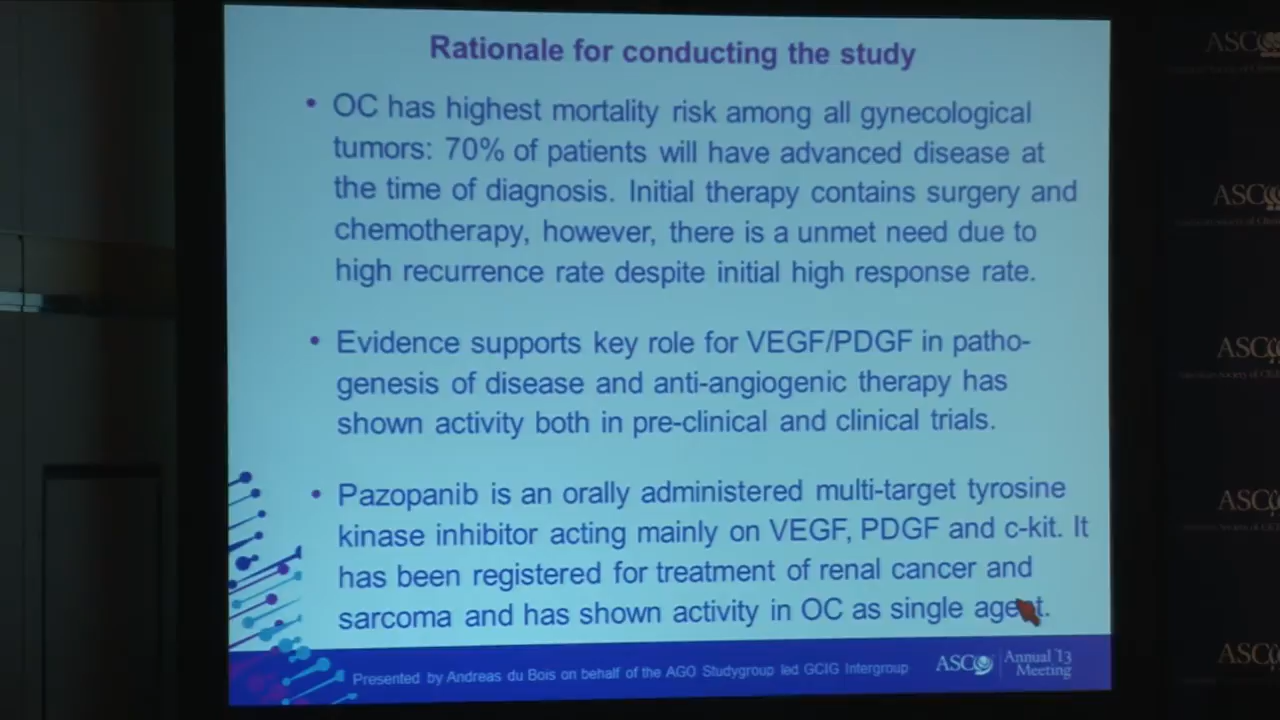 Rationale for conducting the study
• OC has highest mortality risk among all gynecological
tumors: 70% of patients will have advanced disease at
the time of diagnosis. Initial therapy contains surgery and
chemotherapy, however, there is a unmet need due to
high recurrence rate despite initial high response rate.
• Evidence supports key role for VEGF/PDGF in patho-
genesis of disease and anti-angiogenic therapy has
shown activity both in pre-clinical and clinical trials.
• Pazopanib is an orally administered multi-target tyrosine
kinase inhibitor acting mainly on VEGF, PDGF and c-kit. It
has been registered for treatment of renal cancer and
sarcoma and has shown activity in OC as single agent.
Presented by Andreas du Bois on behalf of the AGO Studygroup led GCIG Intergroup
ASCO
Annual '13
Meeting
ASCO
ASCO
ASCO
ASCO
ASCO